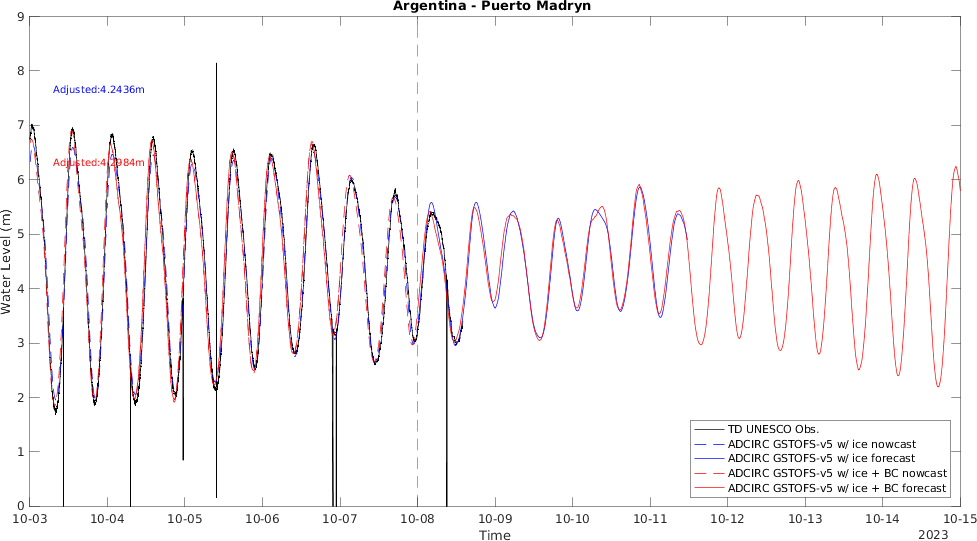 Argentina - Puerto Madryn
9
8
7
6
5
4
3
2
1
0
Water Level (m)
Adjusted:4.2436m
Adjusted:4.2984m
TD UNESCO Obs.
ADCIRC GSTOFS-v5 w/ ice nowcast
ADCIRC GSTOFS-v5 w/ ice forecast
ADCIRC GSTOFS-v5 w/ ice + BC nowcast
ADCIRC GSTOFS-v5 w/ ice + BC forecast
10-03 10-04 10-05 10-06 10-07 10-08 10-09 10-10 10-11 10-12 10-13 10-14 10-15
Time
2023